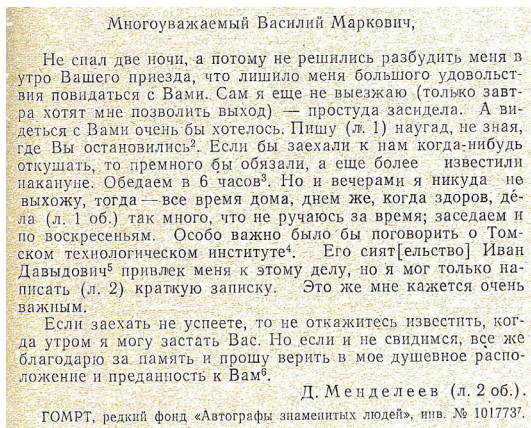 Многоуважаемый Василий Маркович,
Не спал две ночи, а потому не решились разбудить меня в
утро Вашего приезда, что лишило меня большого удовольст-
вия повидаться с Вами. Сам я еще не выезжаю (только завт-
ра хотят мне позволить выход) — простуда засидела. А ви-
деться с Вами очень бы хотелось. Пишу (л. 1) наугад, не зная,
где Вы остановились². Если бы заехали к нам когда-нибудь
откушать, то премного бы обязали, а еще более известили
накануне. Обедаем в 6 часов³. Но и вечерами я никуда не
выхожу, тогда — все время дома, днем же, когда здоров, де-
ла (л. 1 об.) так много, что не ручаюсь за время; заседаем и
по воскресеньям. Особо важно было бы поговорить о Том-
ском технологическом институте⁴. Его сият[ельство] Иван
Давыдович⁵ привлек меня к этому делу, но я мог только на-
писать (л. 2) краткую записку. Это же мне кажется очень
важным.
Если заехать не успеете, то не откажитесь известить, ког-
да утром я могу застать Вас. Но если и не свидимся, все же
благодарю за память и прошу верить в мое душевное распо-
ложение и преданность к Вам⁶.
Д. Менделеев (л. 2 об.).
ГОМРТ, редкий фонд «Автографы знаменитых людей», инв. № 101773⁷.